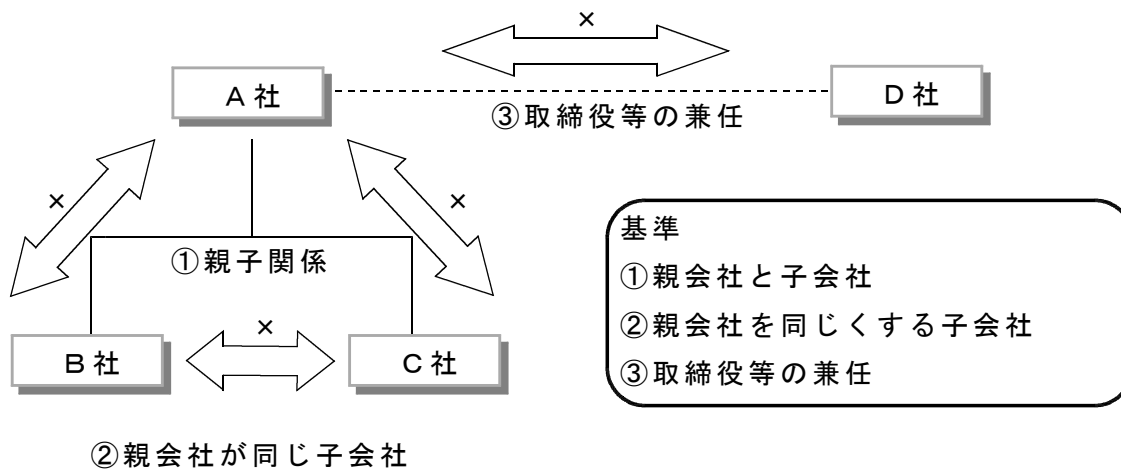 ×
A社
D社
③取締役等の兼任
×
×
基準
①親会社と子会社
②親会社を同じくする子会社
③取締役等の兼任
①親子関係
×
B社
C社
②親会社が同じ子会社